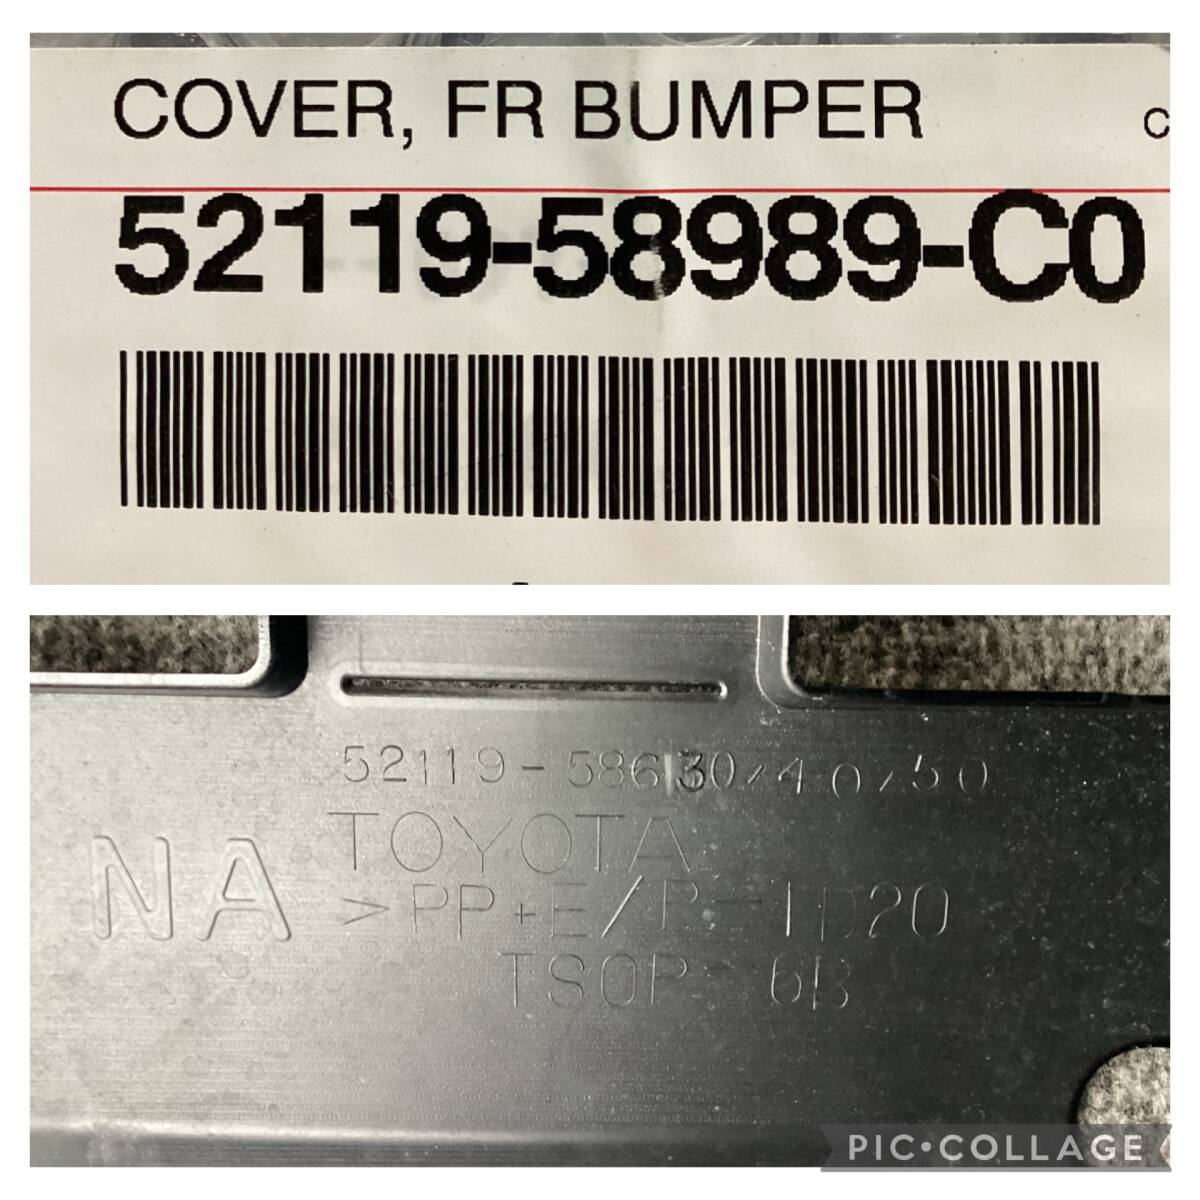 COVER, FR BUMPER C
52119-58989-C0
52119-58630/40/50
TOYOTA
NA >PP+E/P-TD20
TSOP-6B
PIC•COLLAGE